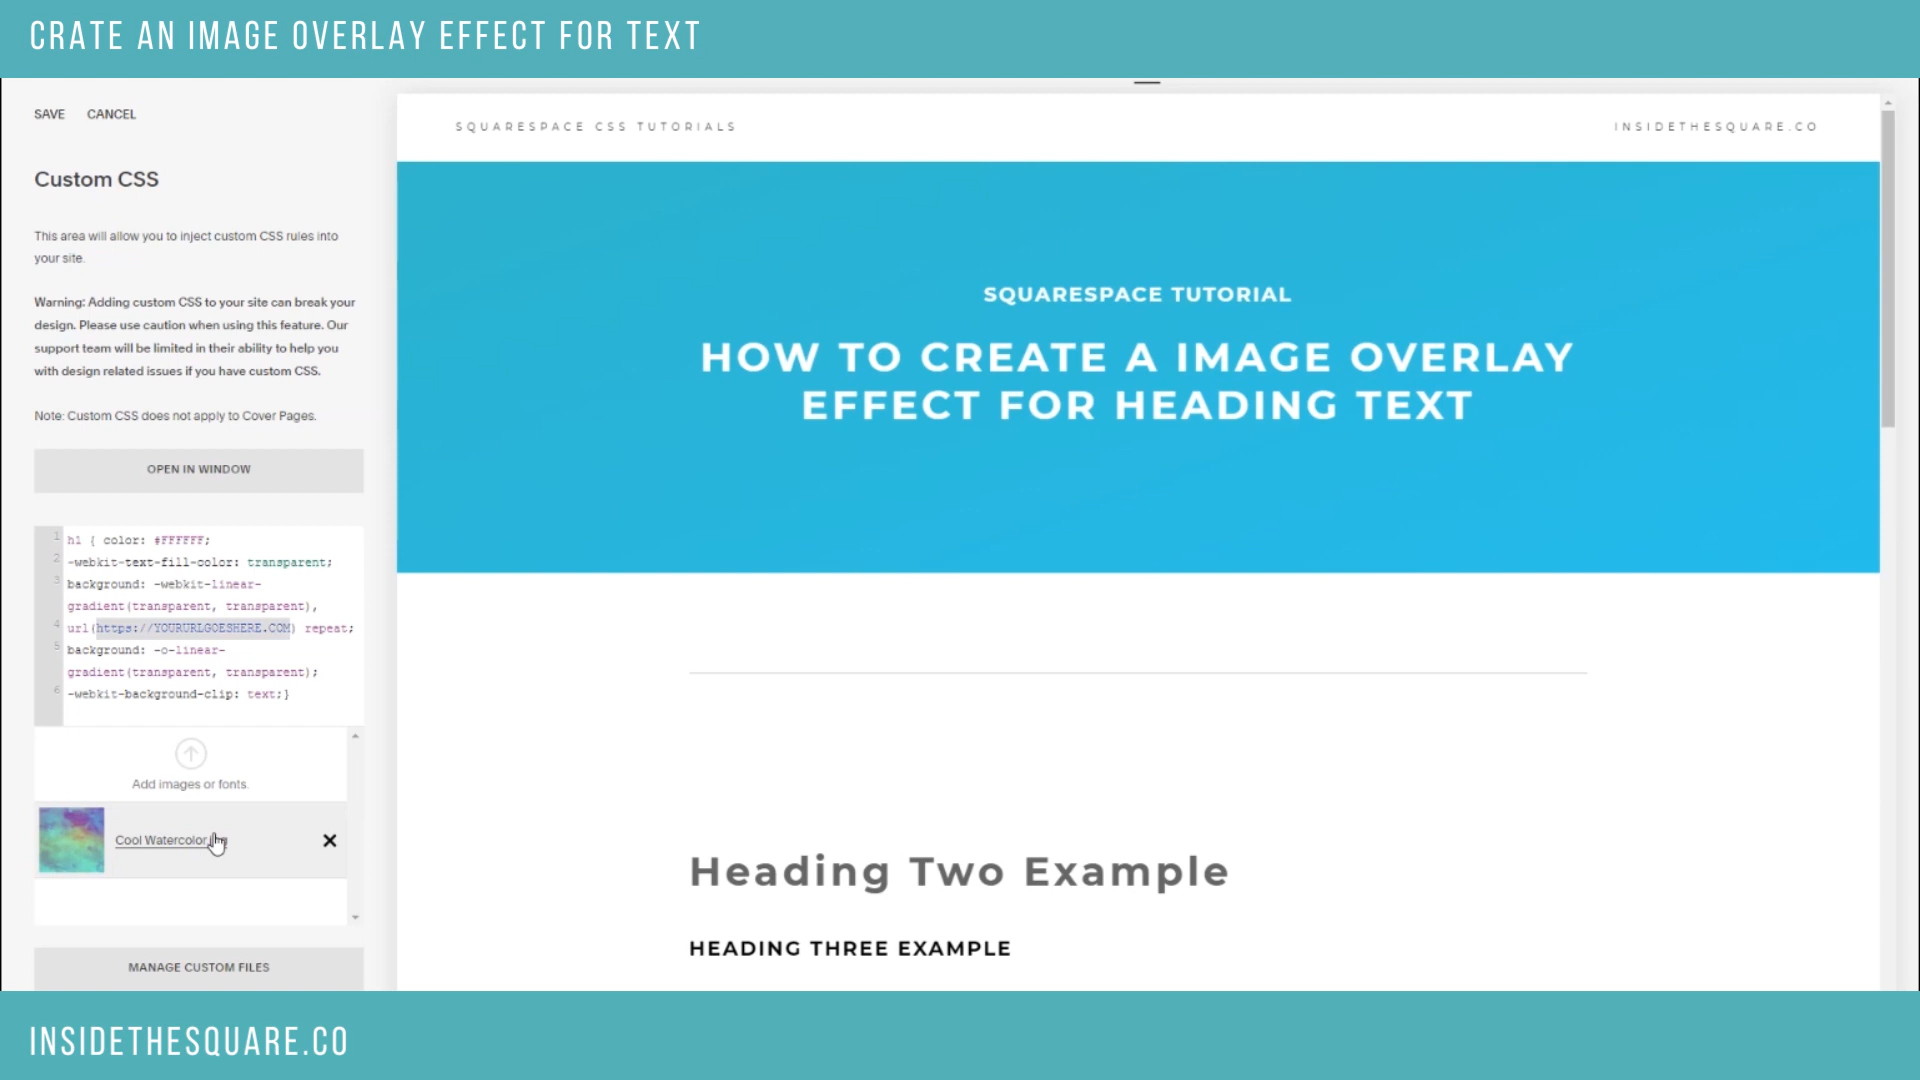 CRATE AN IMAGE OVERLAY EFFECT FOR TEXT
SAVE CANCEL
Custom CSS
This area will allow you to inject custom CSS rules into
your site.
Warning: Adding custom CSS to your site can break your
design. Please use caution when using this feature. Our
support team will be limited in their ability to help you
with design related issues if you have custom CSS.
Note: Custom CSS does not apply to Cover Pages.
OPEN IN WINDOW
1 h1 { color: #FFFFFF;
2 -webkit-text-fill-color: transparent;
3 background: -webkit-linear-
gradient(transparent, transparent),
4 url(https://YOURURLGOESHERE.COM) repeat;
5 background: -o-linear-
gradient(transparent, transparent);
6 -webkit-background-clip: text;}
Add images or fonts.
Cool Watercolor
MANAGE CUSTOM FILES
SQUARESPACE CSS TUTORIALS
INSIDETHESQUARE.CO
SQUARESPACE TUTORIAL
HOW TO CREATE A IMAGE OVERLAY
EFFECT FOR HEADING TEXT
Heading Two Example
HEADING THREE EXAMPLE
INSIDETHESQUARE.CO